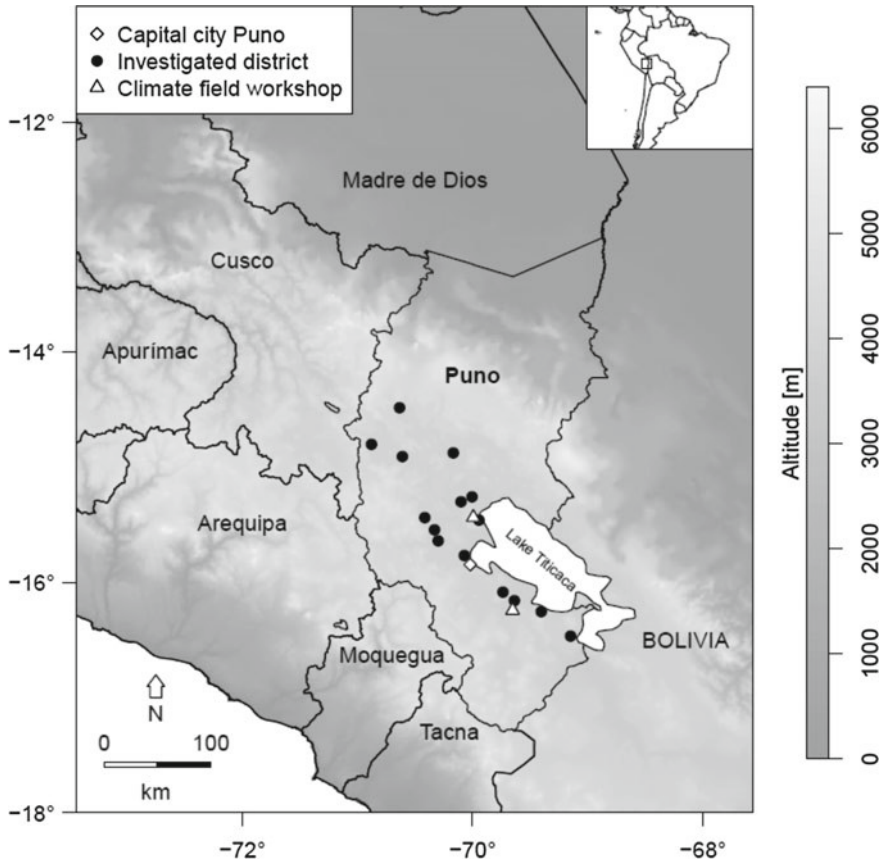 Capital city Puno
Investigated district
Climate field workshop
−12°
−14°
−16°
−18°
Madre de Dios
Cusco
Apurímac
Puno
Arequipa
Lake Titicaca
BOLIVIA
Moquegua
Tacna
N
0 100
km
−72° −70° −68°
Altitude [m]
6000
5000
4000
3000
2000
1000
0